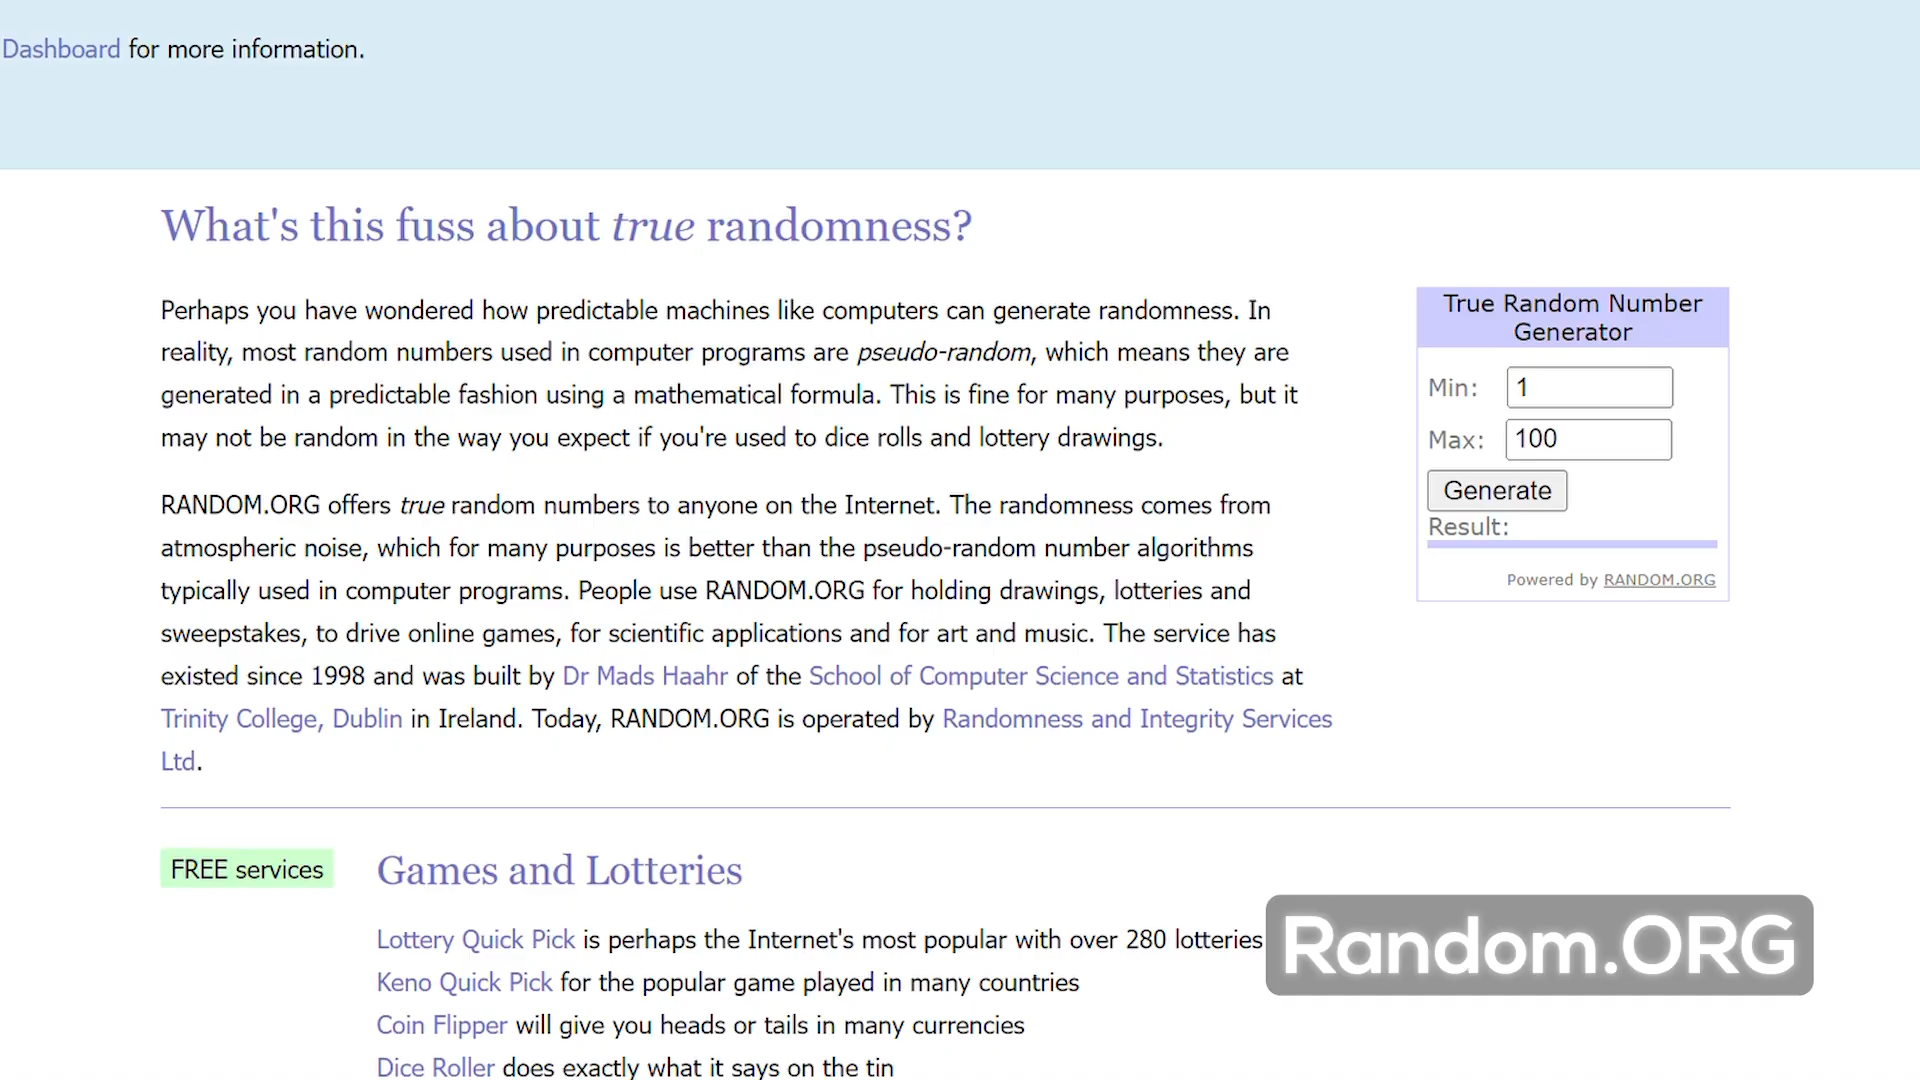 Dashboard for more information.
What's this fuss about true randomness?
Perhaps you have wondered how predictable machines like computers can generate randomness. In
reality, most random numbers used in computer programs are pseudo-random, which means they are
generated in a predictable fashion using a mathematical formula. This is fine for many purposes, but it
may not be random in the way you expect if you're used to dice rolls and lottery drawings.
RANDOM.ORG offers true random numbers to anyone on the Internet. The randomness comes from
atmospheric noise, which for many purposes is better than the pseudo-random number algorithms
typically used in computer programs. People use RANDOM.ORG for holding drawings, lotteries and
sweepstakes, to drive online games, for scientific applications and for art and music. The service has
existed since 1998 and was built by Dr Mads Haahr of the School of Computer Science and Statistics at
Trinity College, Dublin in Ireland. Today, RANDOM.ORG is operated by Randomness and Integrity Services
Ltd.
True Random Number
Generator
Min: 1
Max: 100
Generate
Result:
Powered by RANDOM.ORG
FREE services
Games and Lotteries
Lottery Quick Pick is perhaps the Internet's most popular with over 280 lotteries
Keno Quick Pick for the popular game played in many countries
Coin Flipper will give you heads or tails in many currencies
Dice Roller does exactly what it says on the tin
Random.ORG